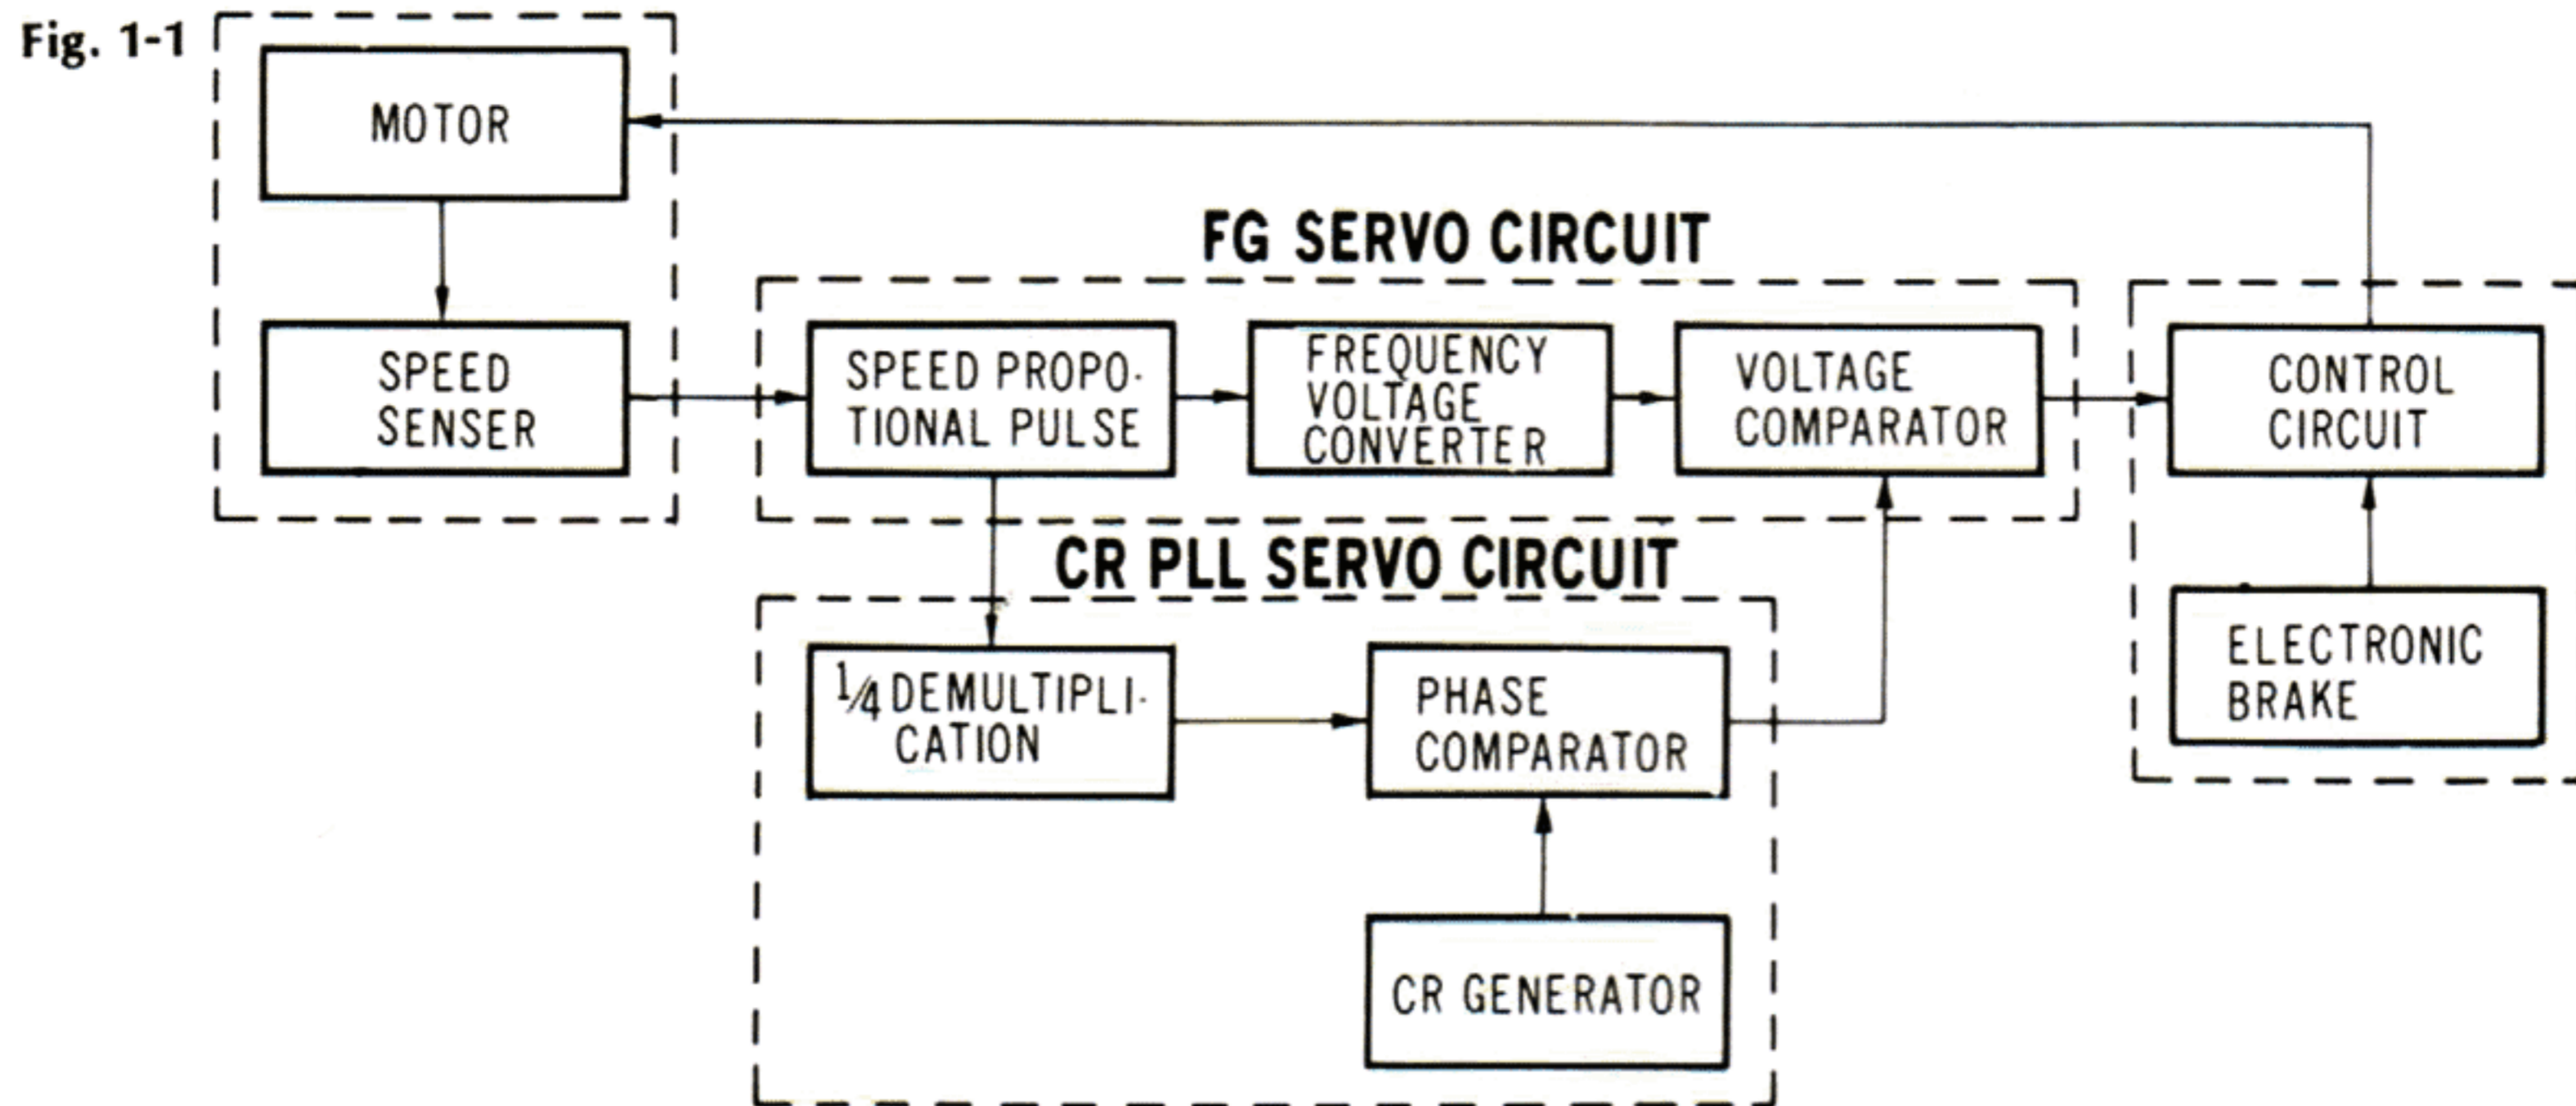 Fig. 1-1
MOTOR
SPEED
SENSER
FG SERVO CIRCUIT
SPEED PROPO-
TIONAL PULSE
FREQUENCY
VOLTAGE
CONVERTER
VOLTAGE
COMPARATOR
CONTROL
CIRCUIT
CR PLL SERVO CIRCUIT
1/4 DEMULTIPLI-
CATION
PHASE
COMPARATOR
ELECTRONIC
BRAKE
CR GENERATOR